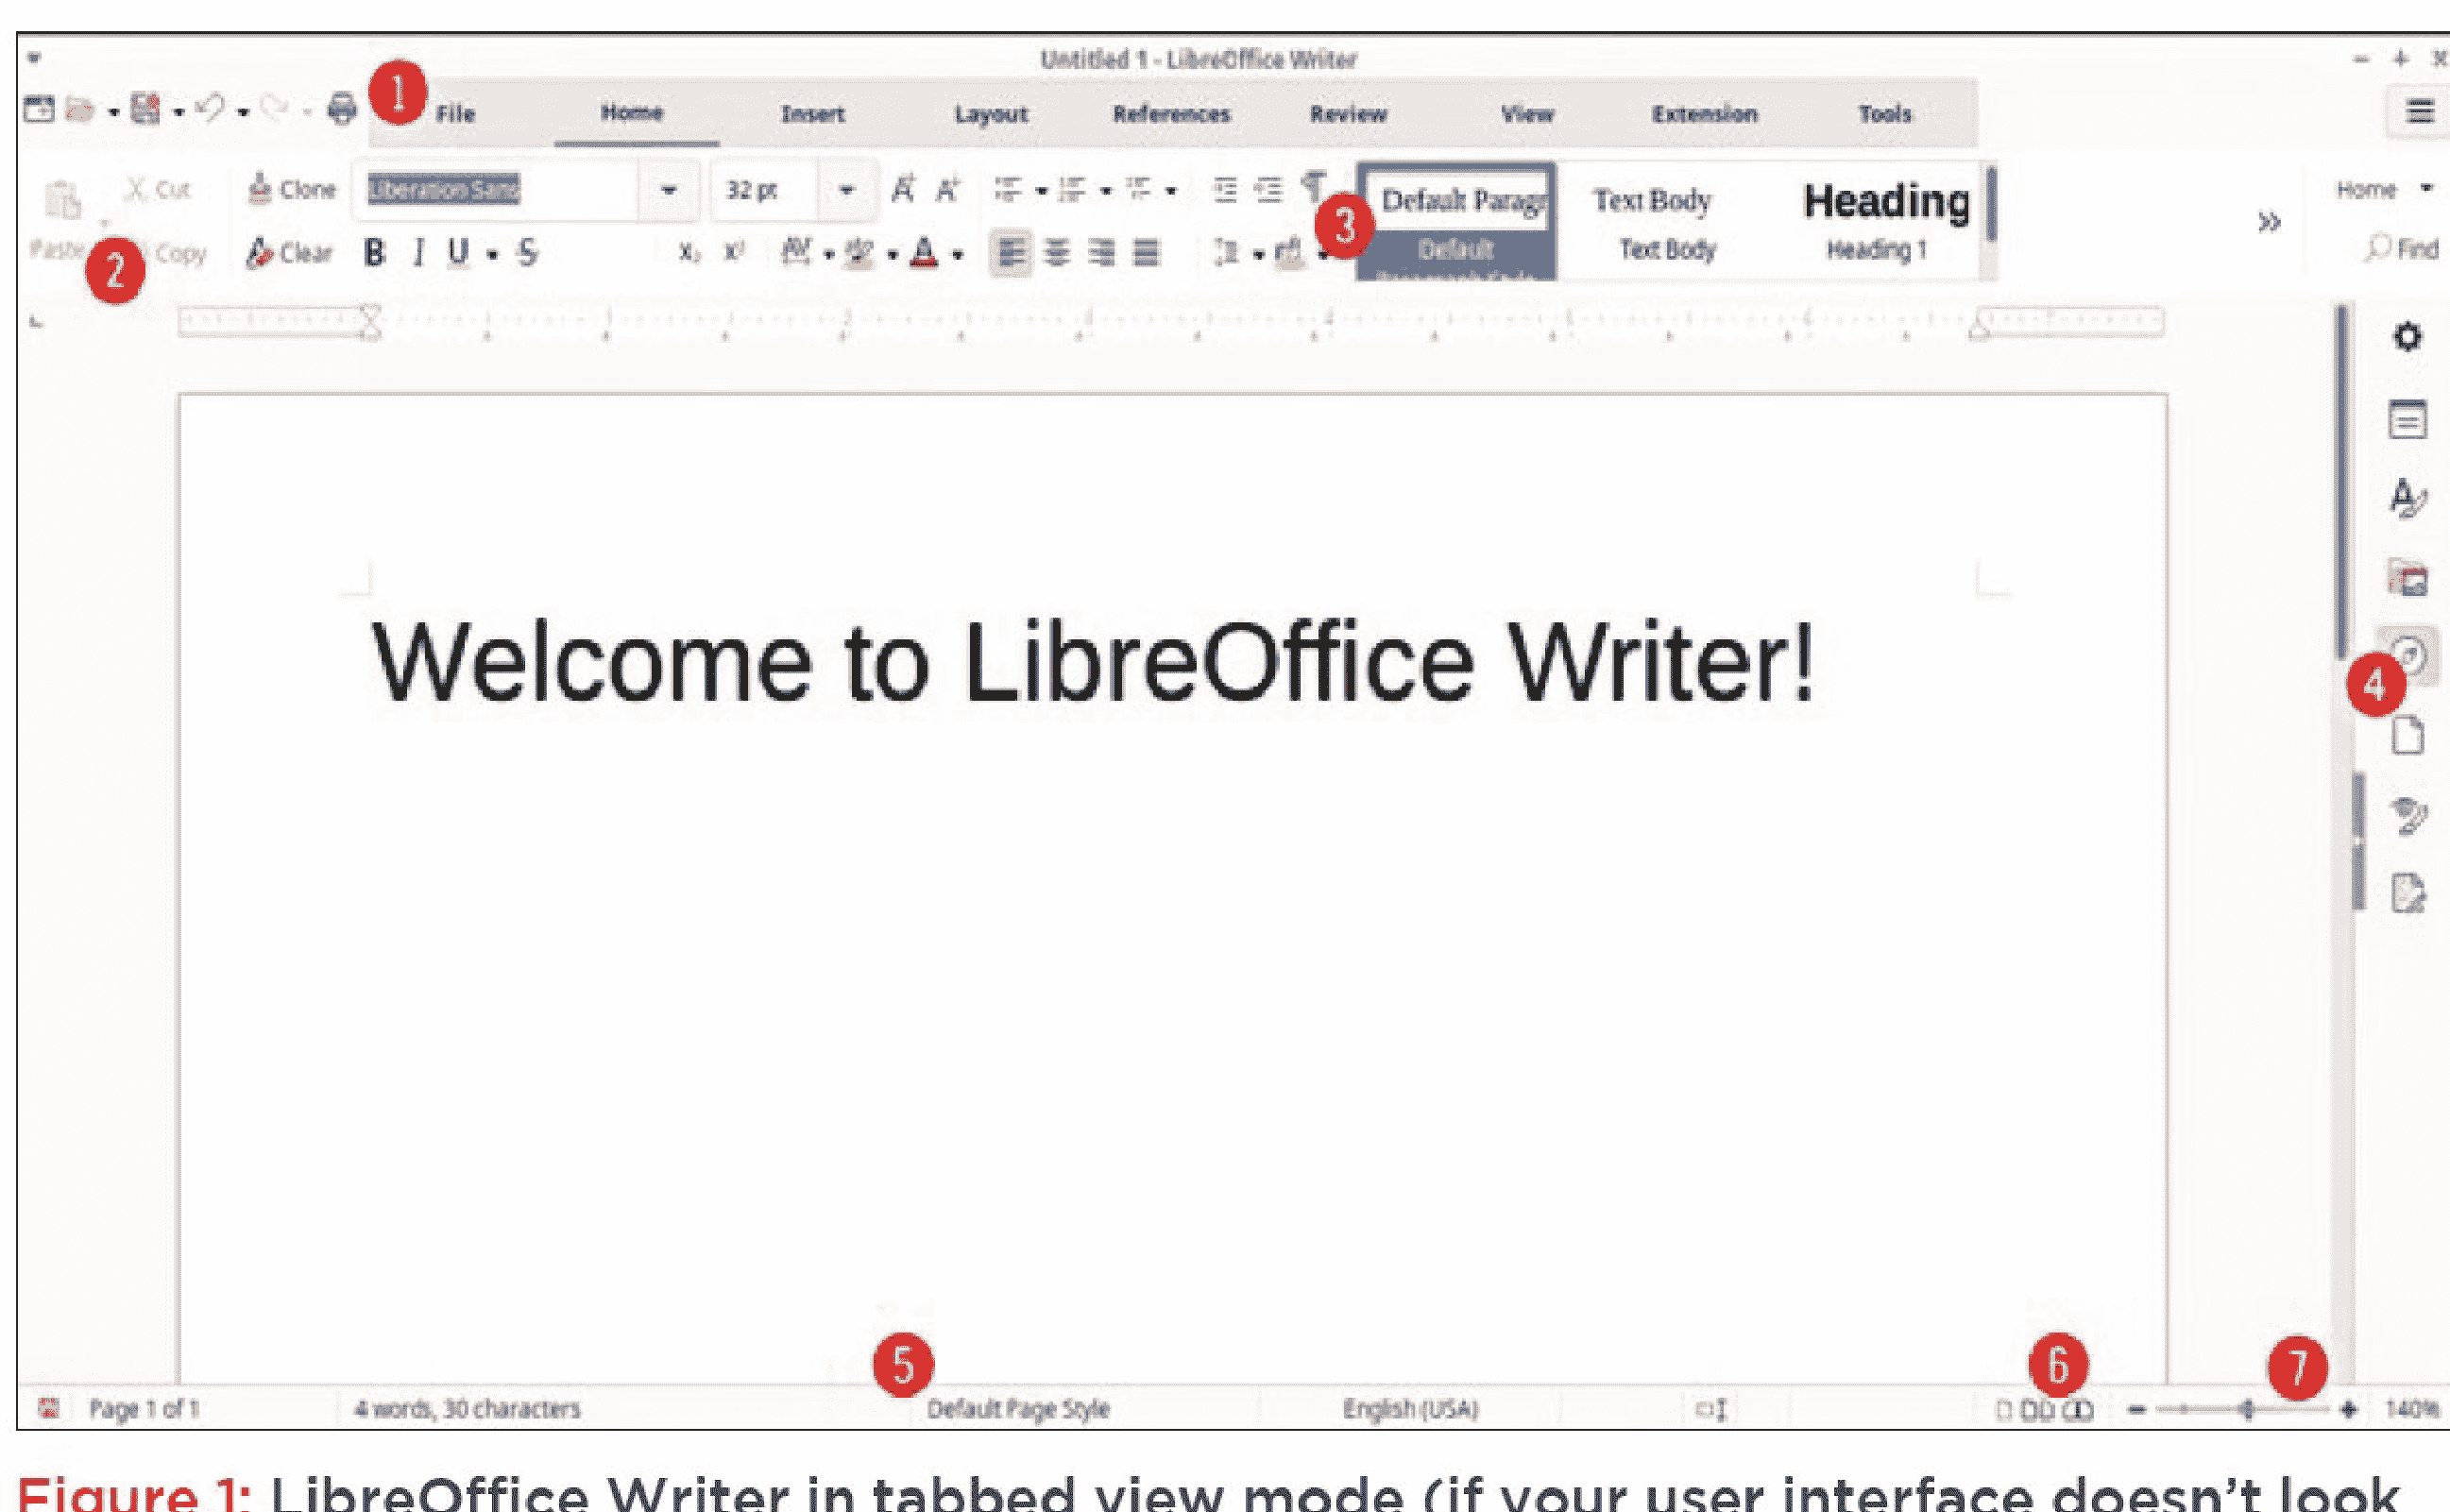 Untitled 1 - LibreOffice Writer
1
File Home Insert Layout References Review View Extension Tools
Cut Clone Liberation Sans 32 pt Default Paragr Text Body Heading Home
Paste 2 Copy Clear B I U S 3 Default Text Body Heading 1 Find
Welcome to LibreOffice Writer!
4
5 6 7
Page 1 of 1 4 words, 30 characters Default Page Style English (USA) 140%
Figure 1: LibreOffice Writer in tabbed view mode (if your user interface doesn't look